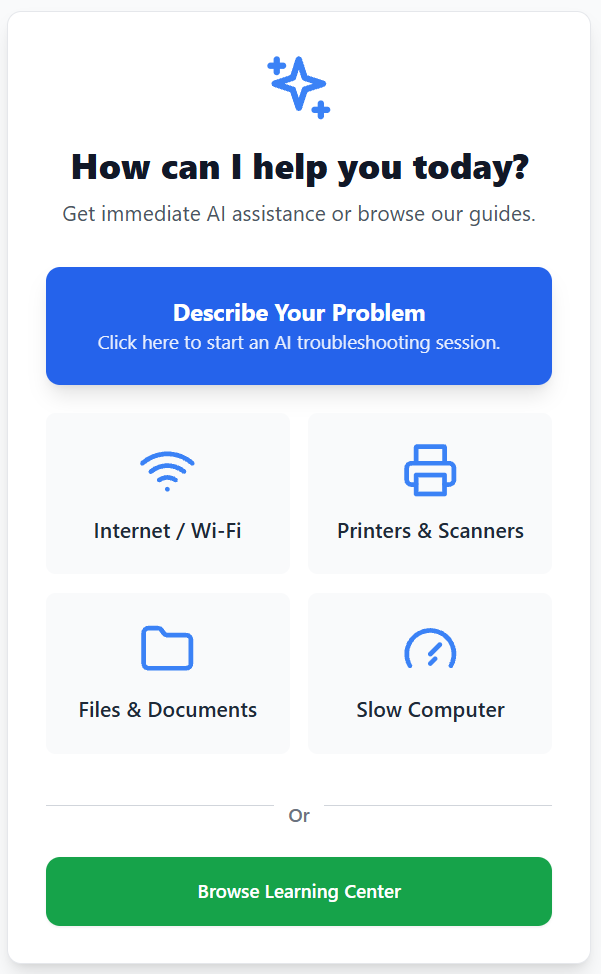 How can I help you today?
Get immediate AI assistance or browse our guides.
Describe Your Problem
Click here to start an AI troubleshooting session.
Internet / Wi-Fi
Printers & Scanners
Files & Documents
Slow Computer
Or
Browse Learning Center